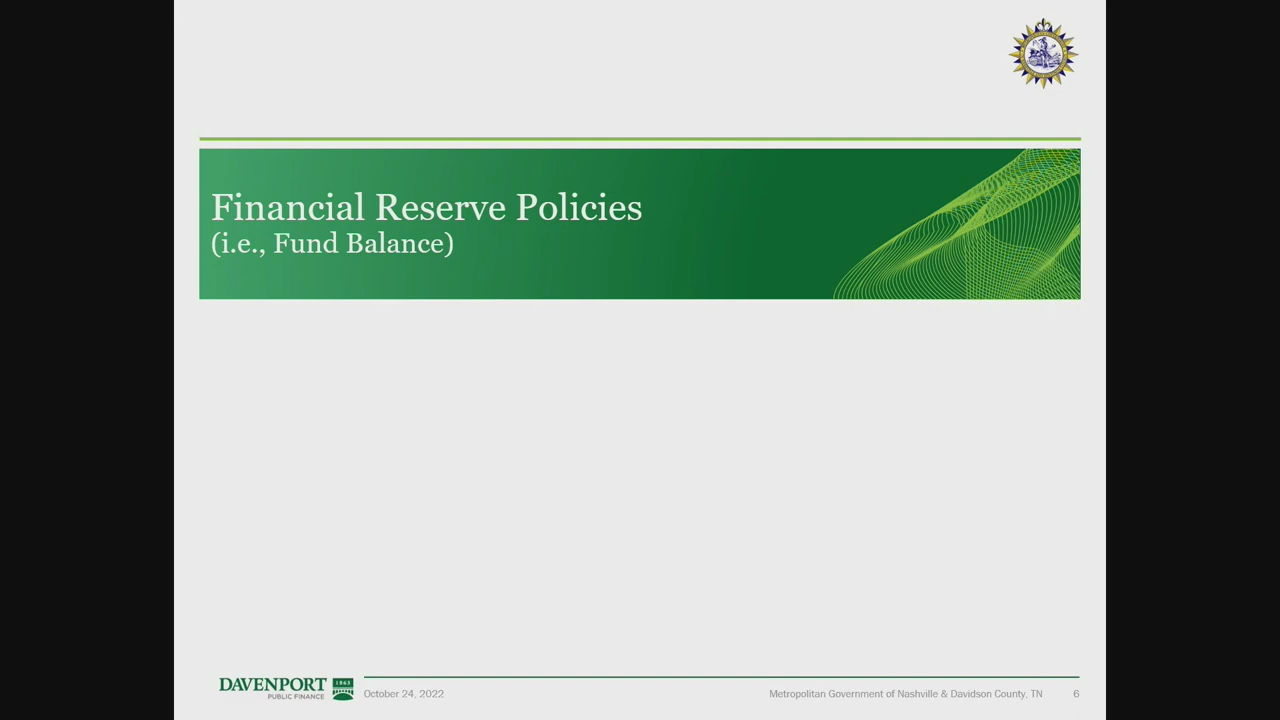 Financial Reserve Policies
(i.e., Fund Balance)
DAVENPORT
PUBLIC FINANCE
1863
October 24, 2022
Metropolitan Government of Nashville & Davidson County, TN
6